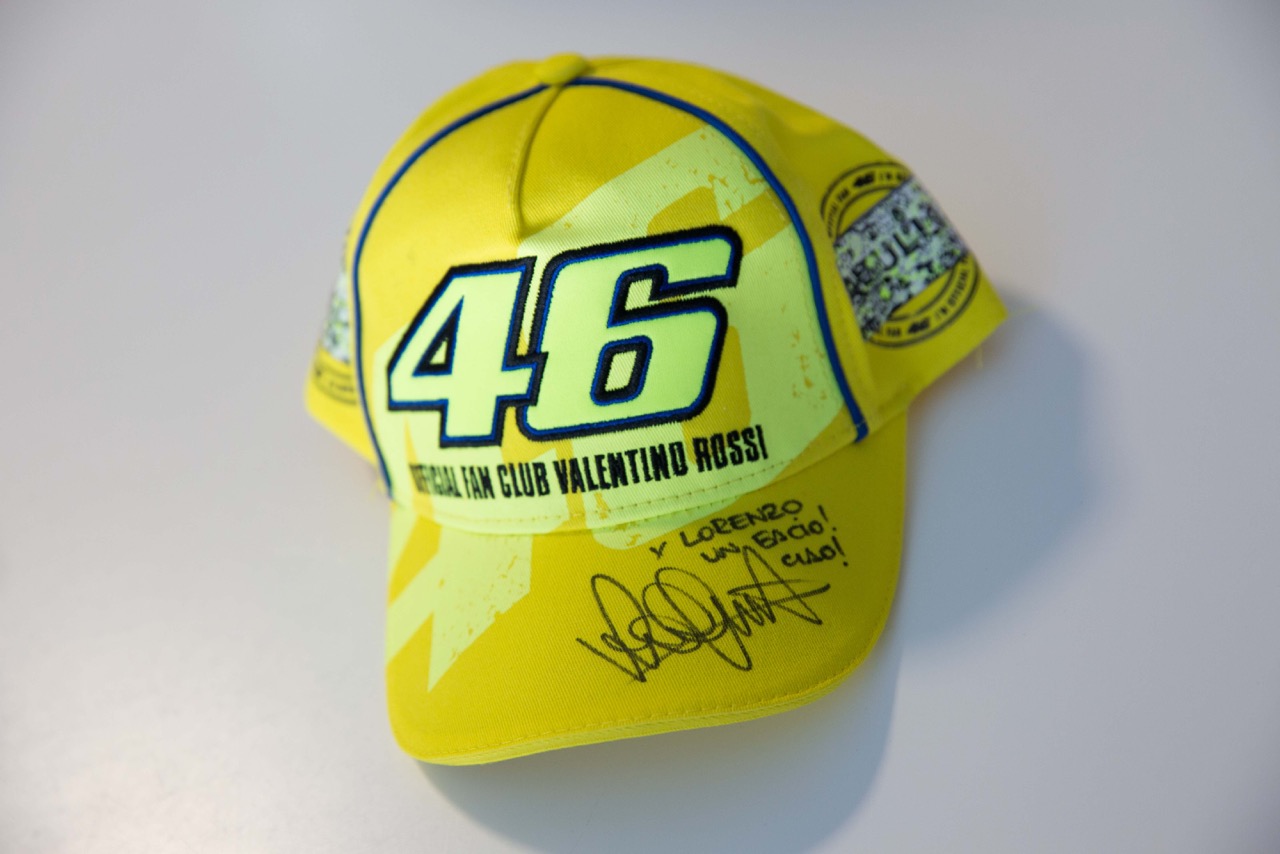 46
OFFICIAL FAN CLUB VALENTINO ROSSI
x LORENZO
UN BACIO!
CIAO!